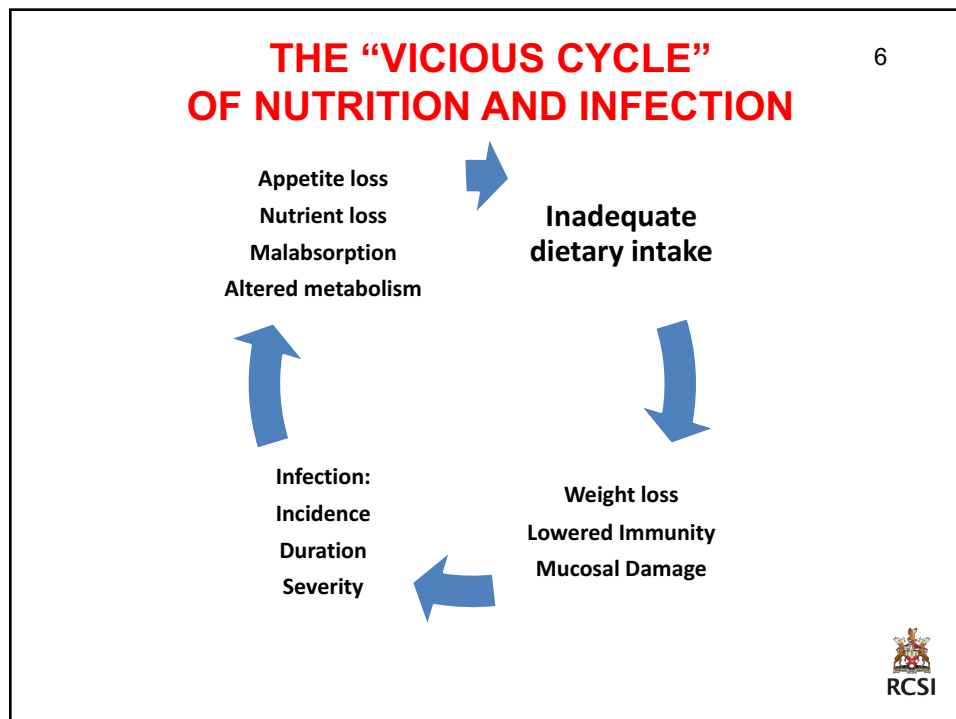 THE “VICIOUS CYCLE”
OF NUTRITION AND INFECTION
6
Appetite loss
Nutrient loss
Malabsorption
Altered metabolism
Inadequate
dietary intake
Infection:
Incidence
Duration
Severity
Weight loss
Lowered Immunity
Mucosal Damage
RCSI